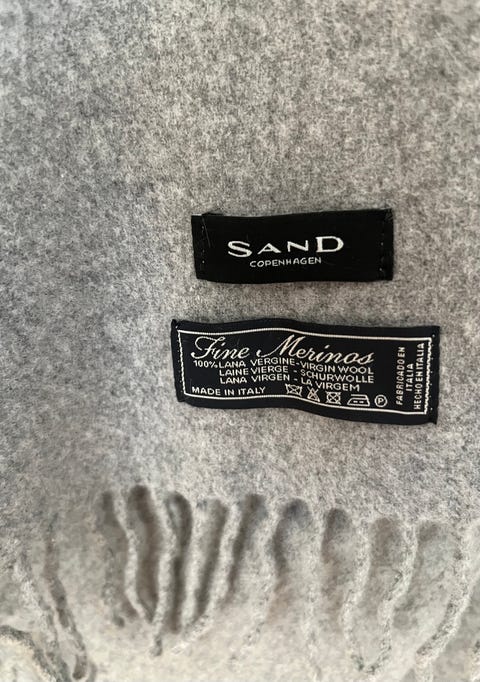 SAND
COPENHAGEN
Fine Merinos
100% LANA VERGINE-VIRGIN WOOL
LAINE VIERGE - SCHURWOLLE
LANA VIRGEN - LA VIRGEM
MADE IN ITALY
P
FABRICADO EN
ITALIA
HECHO EN ITALIA